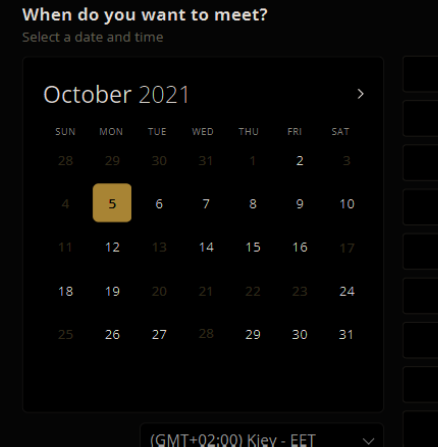 When do you want to meet?
Select a date and time
October 2021 >
SUN MON TUE WED THU FRI SAT
28 29 30 31 1 2 3
4 5 6 7 8 9 10
11 12 13 14 15 16 17
18 19 20 21 22 23 24
25 26 27 28 29 30 31
(GMT+02:00) Kiev - EET